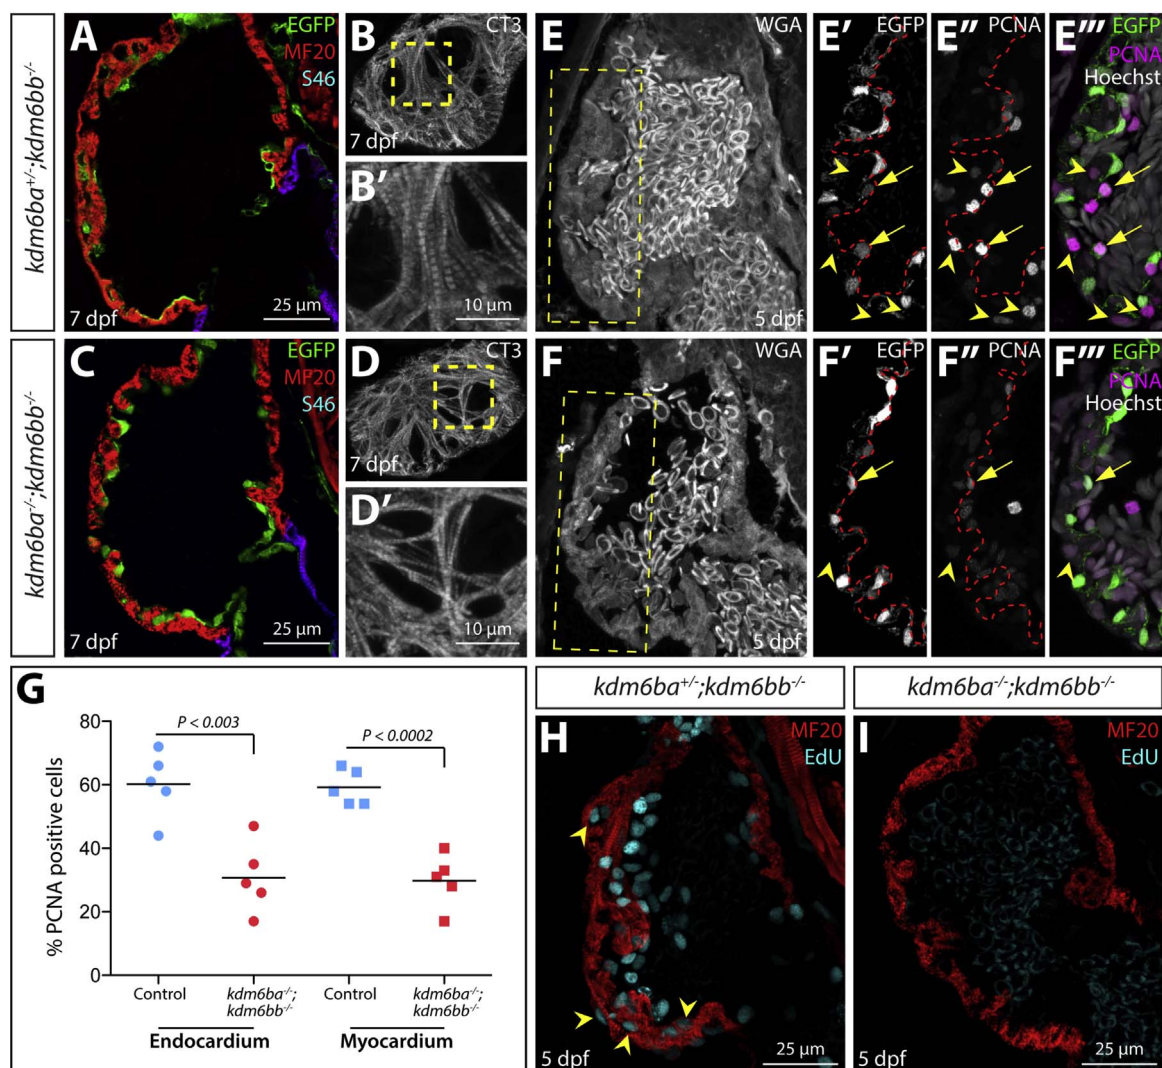 kdm6ba+/-;kdm6bb-/-
A
EGFP
MF20
S46
7 dpf
25 µm
B
CT3
7 dpf
B′
10 µm
E
WGA
5 dpf
E′
EGFP
E″
PCNA
E‴
EGFP
PCNA
Hoechst
kdm6ba-/-;kdm6bb-/-
C
EGFP
MF20
S46
7 dpf
25 µm
D
CT3
7 dpf
D′
10 µm
F
WGA
5 dpf
F′
EGFP
F″
PCNA
F‴
EGFP
PCNA
Hoechst
G
% PCNA positive cells
80
60
40
20
0
P < 0.003
P < 0.0002
Control
kdm6ba-/-;
kdm6bb-/-
Control
kdm6ba-/-;
kdm6bb-/-
Endocardium
Myocardium
kdm6ba+/-;kdm6bb-/-
kdm6ba-/-;kdm6bb-/-
H
MF20
EdU
5 dpf
25 µm
I
MF20
EdU
5 dpf
25 µm